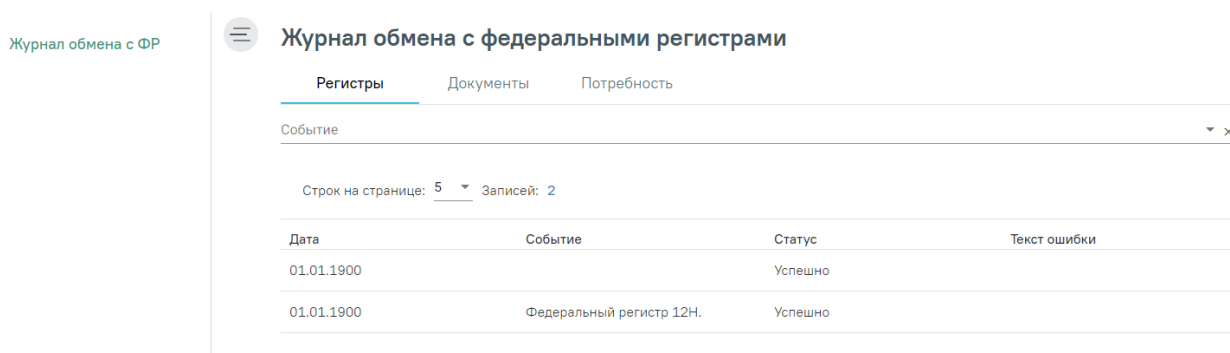 Журнал обмена с ФР
Журнал обмена с федеральными регистрами
Регистры Документы Потребность
Событие
Строк на странице: 5 Записей: 2
Дата Событие Статус Текст ошибки
01.01.1900 Успешно
01.01.1900 Федеральный регистр 12Н. Успешно